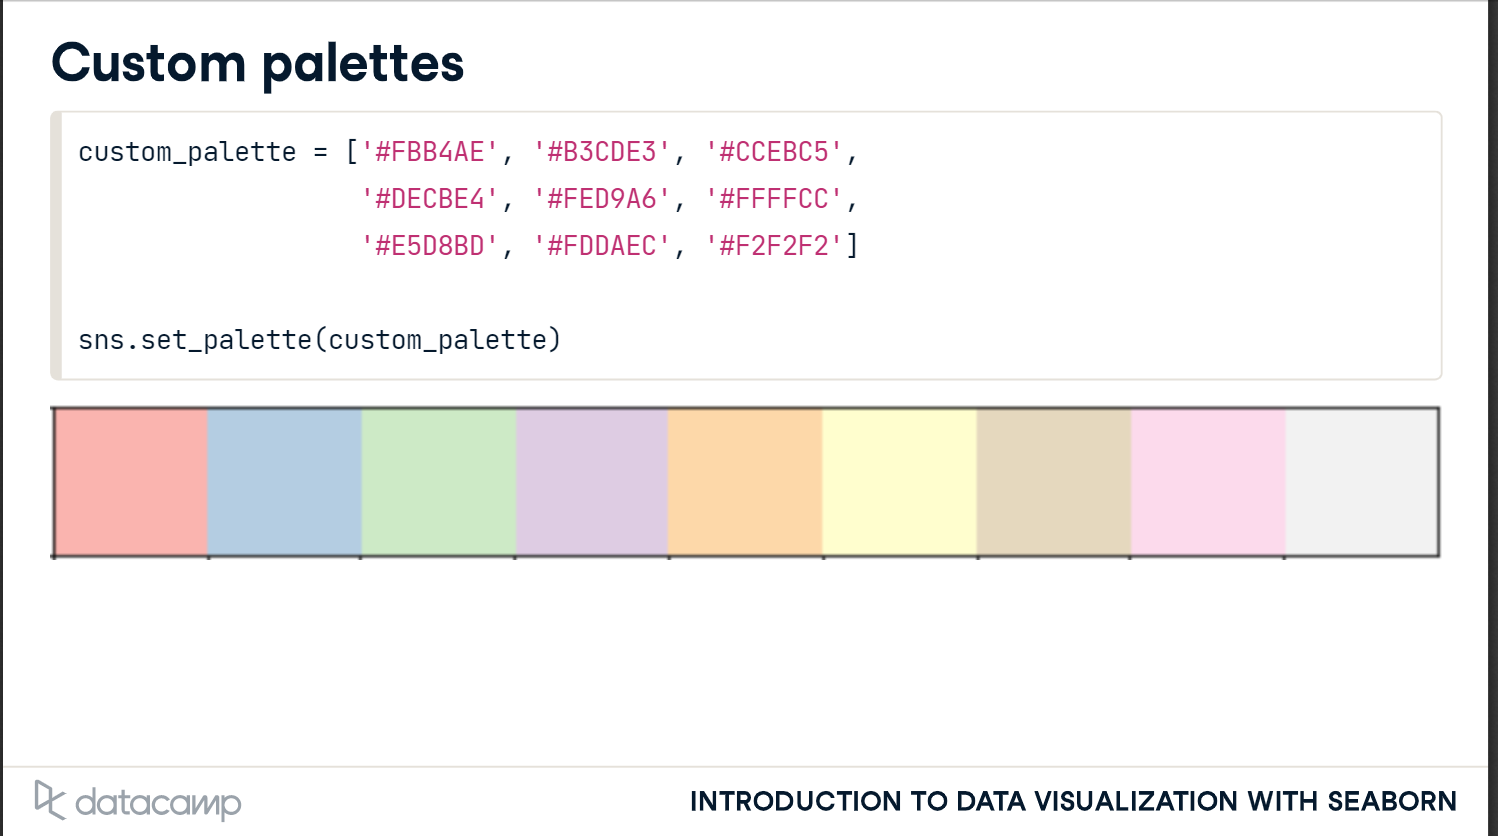 Custom palettes
custom_palette = ['#FBB4AE', '#B3CDE3', '#CCEBC5',
'#DECBE4', '#FED9A6', '#FFFFCC',
'#E5D8BD', '#FDDAEC', '#F2F2F2']
sns.set_palette(custom_palette)
datacamp
INTRODUCTION TO DATA VISUALIZATION WITH SEABORN